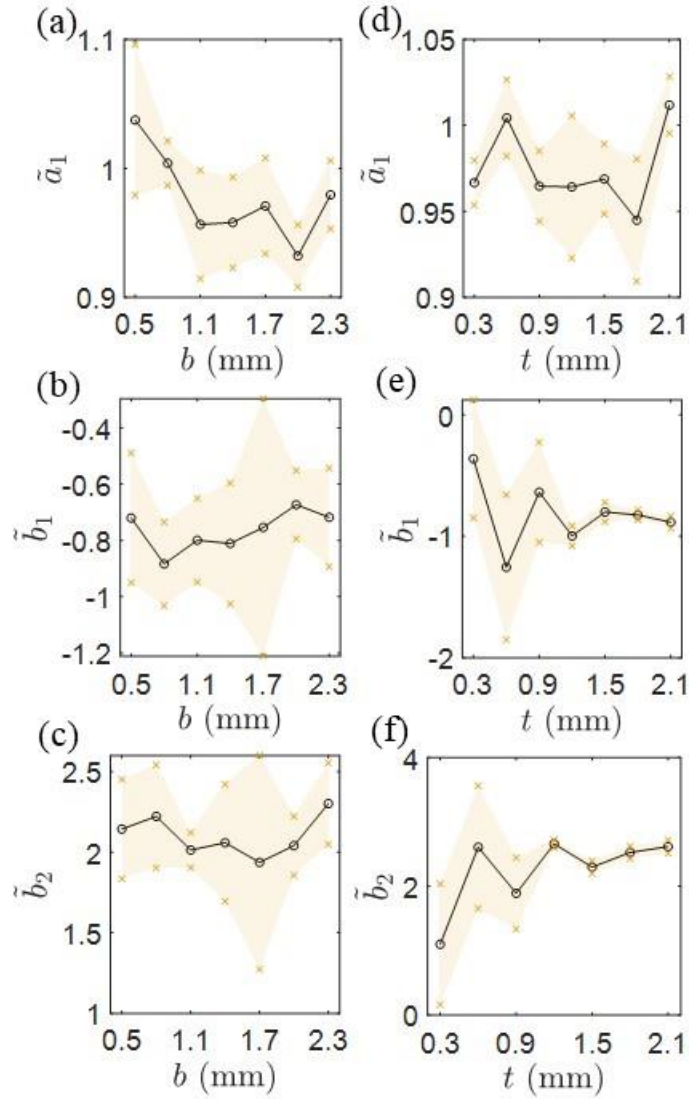 (a)
1.1
1
0.9
ã₁
0.5 1.1 1.7 2.3
b (mm)
(d)
1.05
1
0.95
0.9
ã₁
0.3 0.9 1.5 2.1
t (mm)
(b)
-0.4
-0.6
-0.8
-1
-1.2
b̃₁
0.5 1.1 1.7 2.3
b (mm)
(e)
0
-1
-2
b̃₁
0.3 0.9 1.5 2.1
t (mm)
(c)
2.5
2
1.5
1
b̃₂
0.5 1.1 1.7 2.3
b (mm)
(f)
4
2
0
b̃₂
0.3 0.9 1.5 2.1
t (mm)